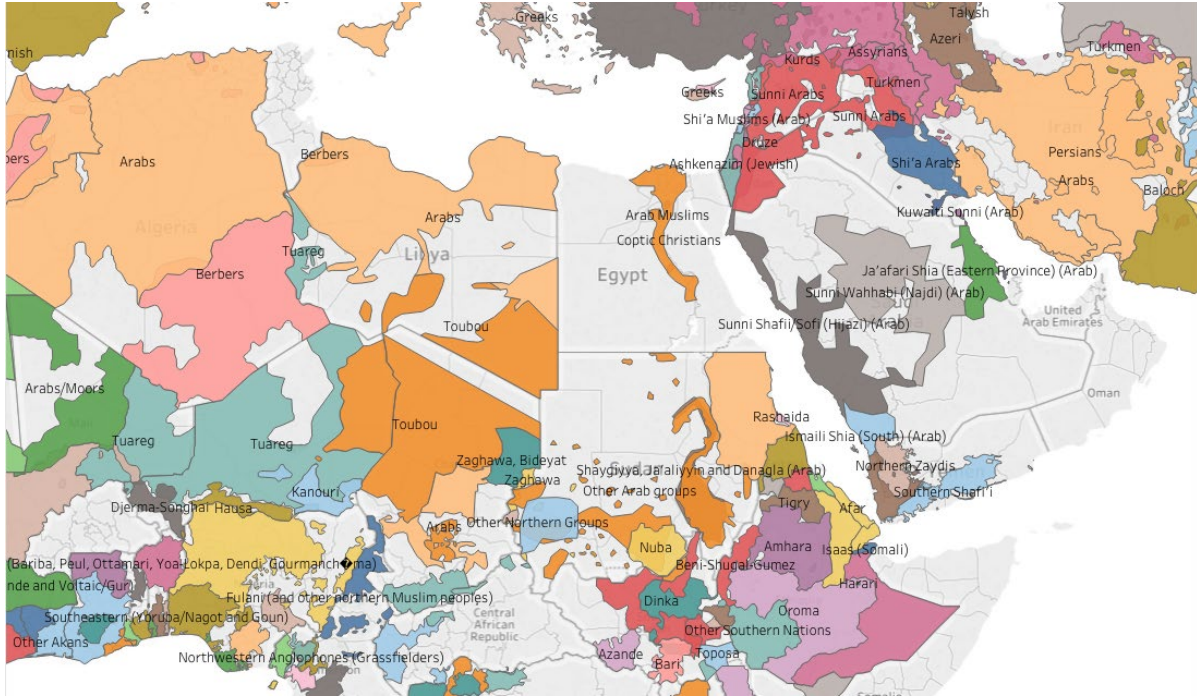 Greeks
Turkey
Talysh
Azeri
Turkmen
nish
Kurds
Assyrians
Turkmen
Greeks
Sunni Arabs
Shi'a Muslims (Arab)
Sunni Arabs
Iran
Druze
Berbers
bers
Arabs
Persians
Ashkenazim (Jewish)
Shi'a Arabs
Arabs
Baloch
Kuwaiti Sunni (Arab)
Arabs
Arab Muslims
Algeria
Coptic Christians
Tuareg
Libya
Berbers
Egypt
Ja'afari Shia (Eastern Province) (Arab)
Sunni Wahhabi (Najdi) (Arab)
United
Arab Emirates
Toubou
Sunni Shafii/Sofi (Hijazi) (Arab)
Arabs/Moors
Mali
Oman
Rashaida
Toubou
Tuareg
Tuareg
Ismaili Shia (South) (Arab)
Zaghawa, Bideyat
Sudan
Northern Zaydis
Zaghawa
Shaygiyya, Ja'aliyyin and Danagla (Arab)
Kanouri
Other Arab groups
Southern Shafi'i
Djerma-Songhai
Hausa
Tigry
Afar
Arabs
Other Northern Groups
Nuba
Amhara
Isaas (Somali)
(Bariba, Peul, Ottamari, Yoa-Lokpa, Dendi, Gourmanch�ma)
Beni-Shugal-Gumez
Harari
nde and Voltaic/Gur)
Fulani (and other northern Muslim peoples)
Dinka
Oroma
Southeastern (Yoruba/Nagot and Goun)
Central
African
Republic
Other Southern Nations
Other Akans
Northwestern Anglophones (Grassfielders)
Azande
Bari
Toposa
Somalia